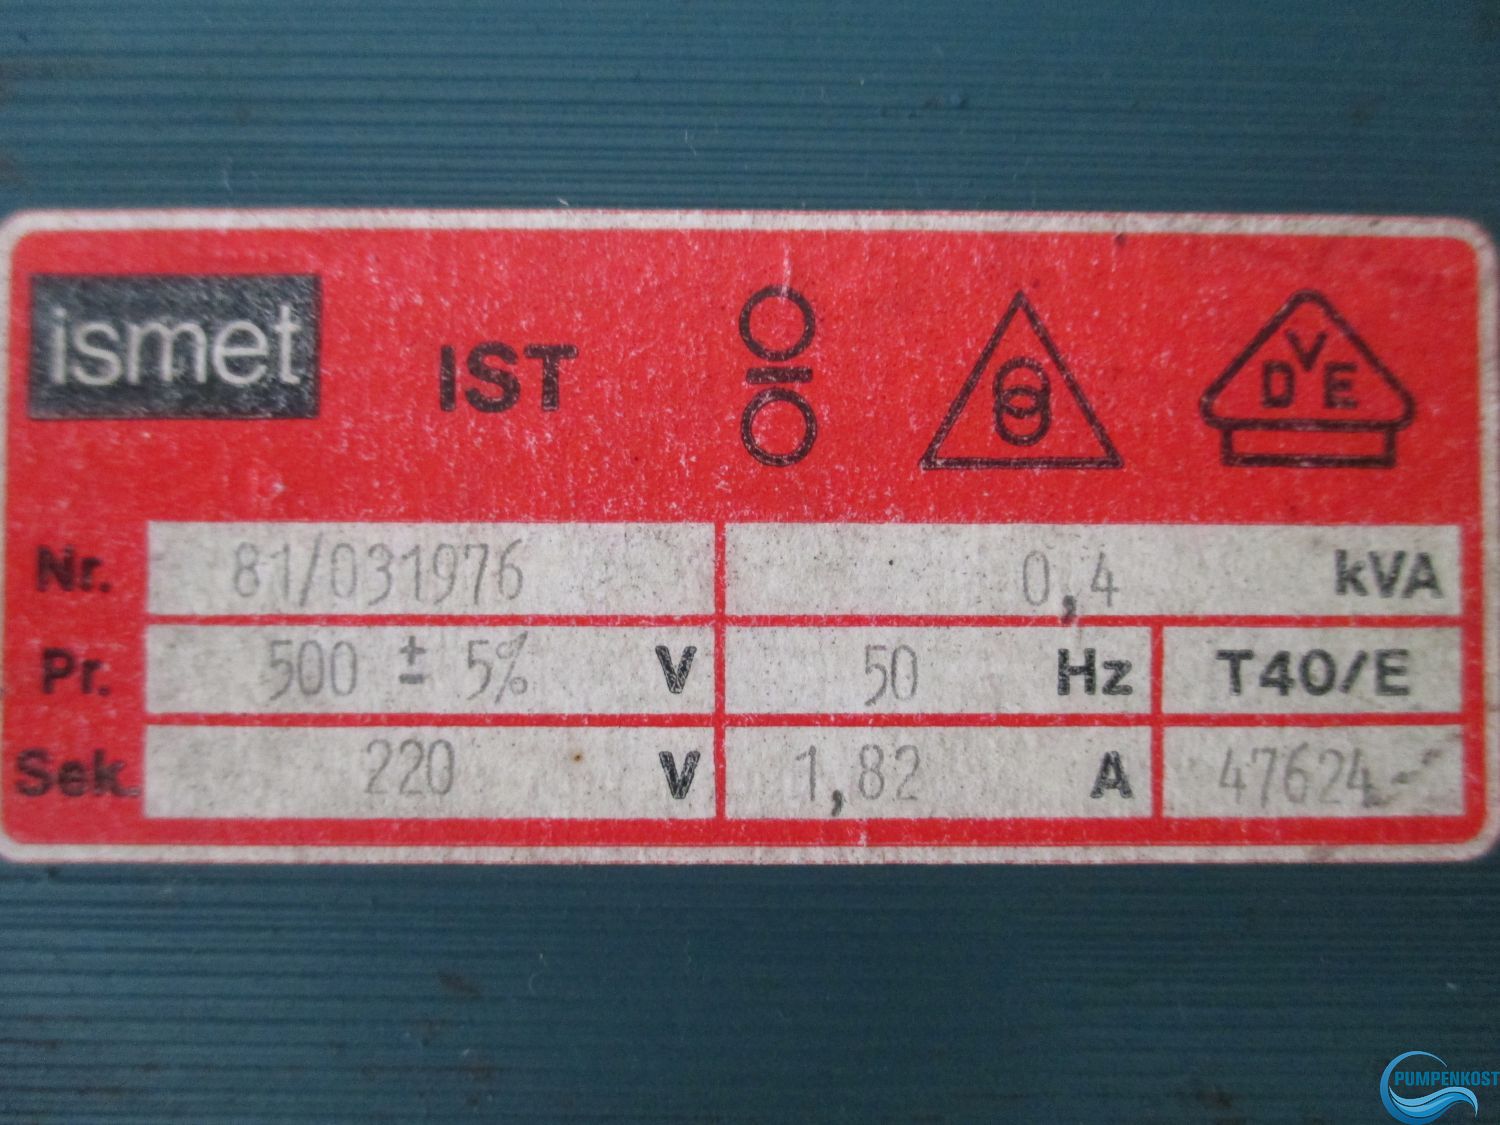 ismet IST VDE
Nr. 81/031976 0,4 kVA
Pr. 500 ± 5% V 50 Hz T40/E
Sek. 220 V 1,82 A 47624
PUMPENKOST